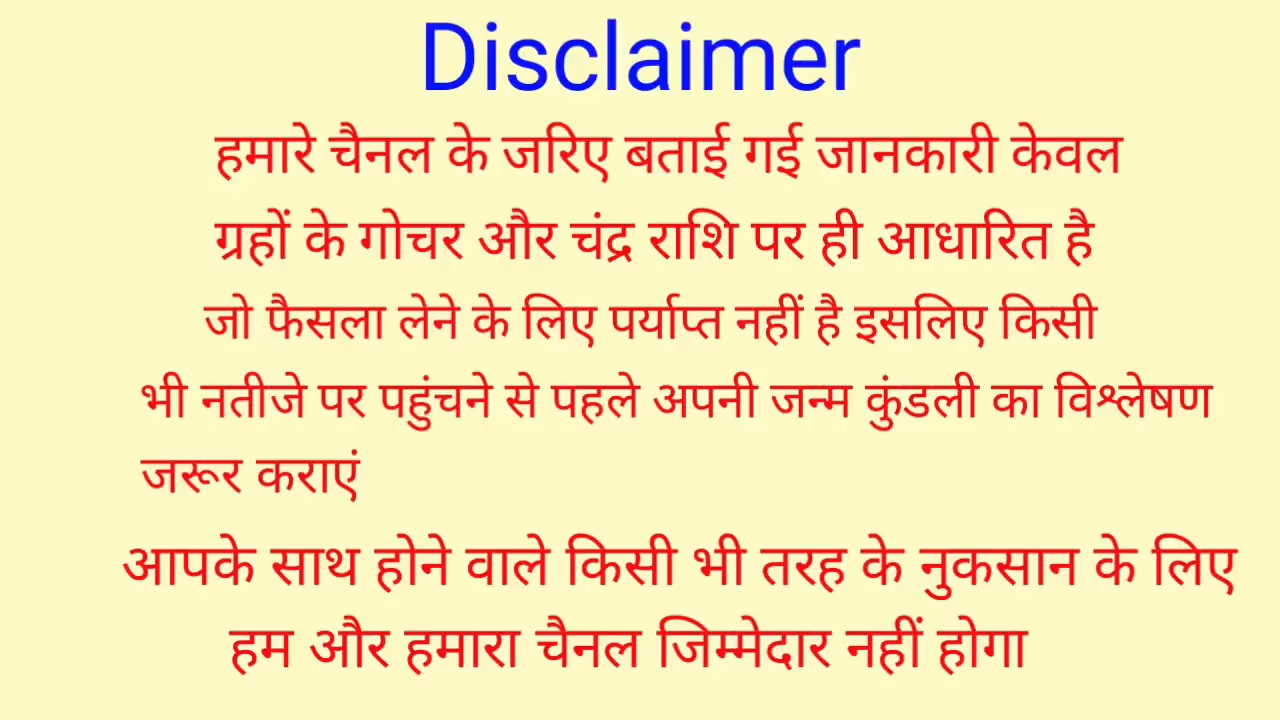 Disclaimer
हमारे चैनल के जरिए बताई गई जानकारी केवल
ग्रहों के गोचर और चंद्र राशि पर ही आधारित है
जो फैसला लेने के लिए पर्याप्त नहीं है इसलिए किसी
भी नतीजे पर पहुंचने से पहले अपनी जन्म कुंडली का विश्लेषण
जरूर कराएं
आपके साथ होने वाले किसी भी तरह के नुकसान के लिए
हम और हमारा चैनल जिम्मेदार नहीं होगा